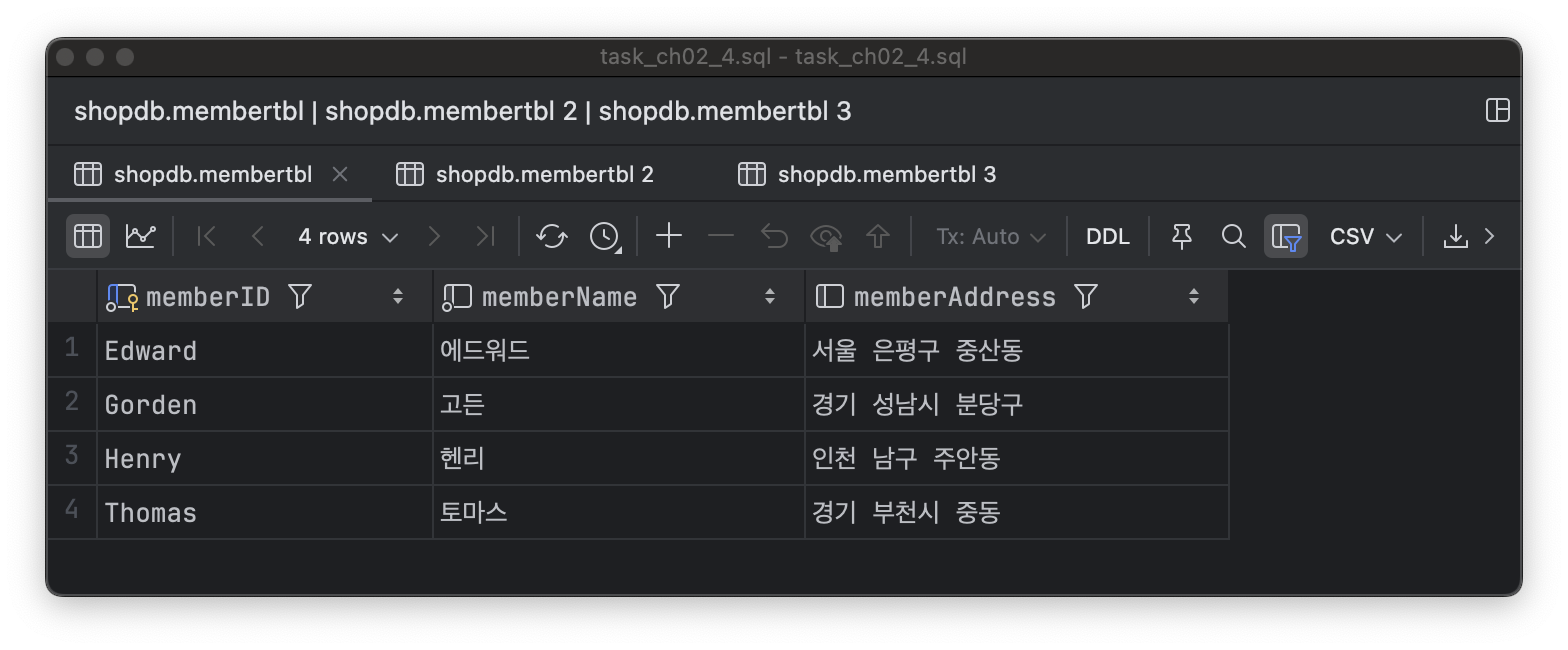 task_ch02_4.sql - task_ch02_4.sql
shopdb.membertbl | shopdb.membertbl 2 | shopdb.membertbl 3
shopdb.membertbl shopdb.membertbl 2 shopdb.membertbl 3
4 rows Tx: Auto DDL CSV
memberID memberName memberAddress
1 Edward 에드워드 서울 은평구 중산동
2 Gorden 고든 경기 성남시 분당구
3 Henry 헨리 인천 남구 주안동
4 Thomas 토마스 경기 부천시 중동